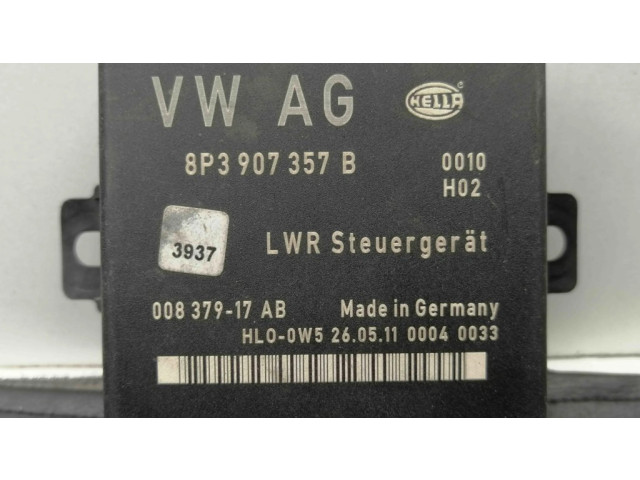 VW AG
HELLA
8P3 907 357 B 0010
H02
3937
LWR Steuergerät
008 379-17 AB Made in Germany
HLO-0W5 26.05.11 0004 0033